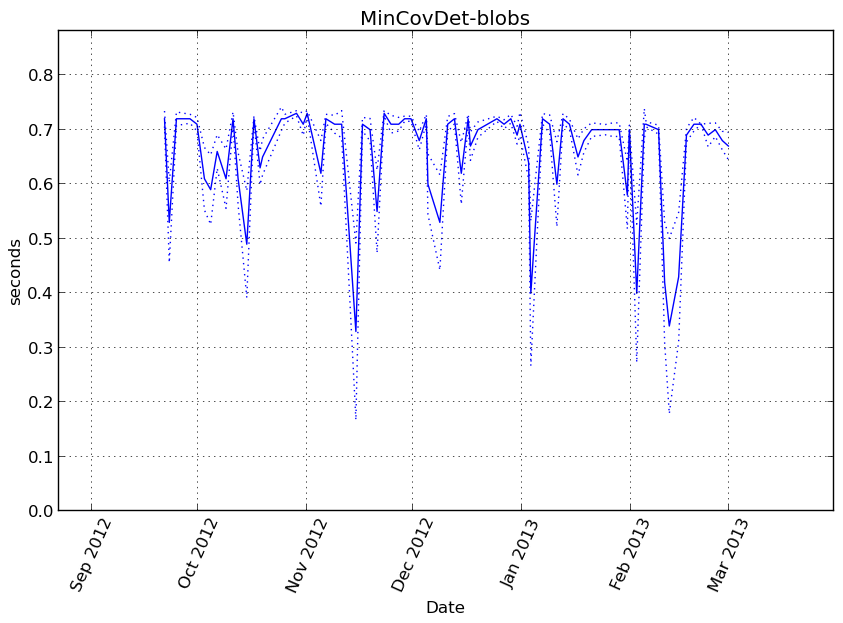 MinCovDet-blobs
0.8
0.7
0.6
0.5
0.4
0.3
0.2
0.1
0.0
seconds
Sep 2012
Oct 2012
Nov 2012
Dec 2012
Jan 2013
Feb 2013
Mar 2013
Date